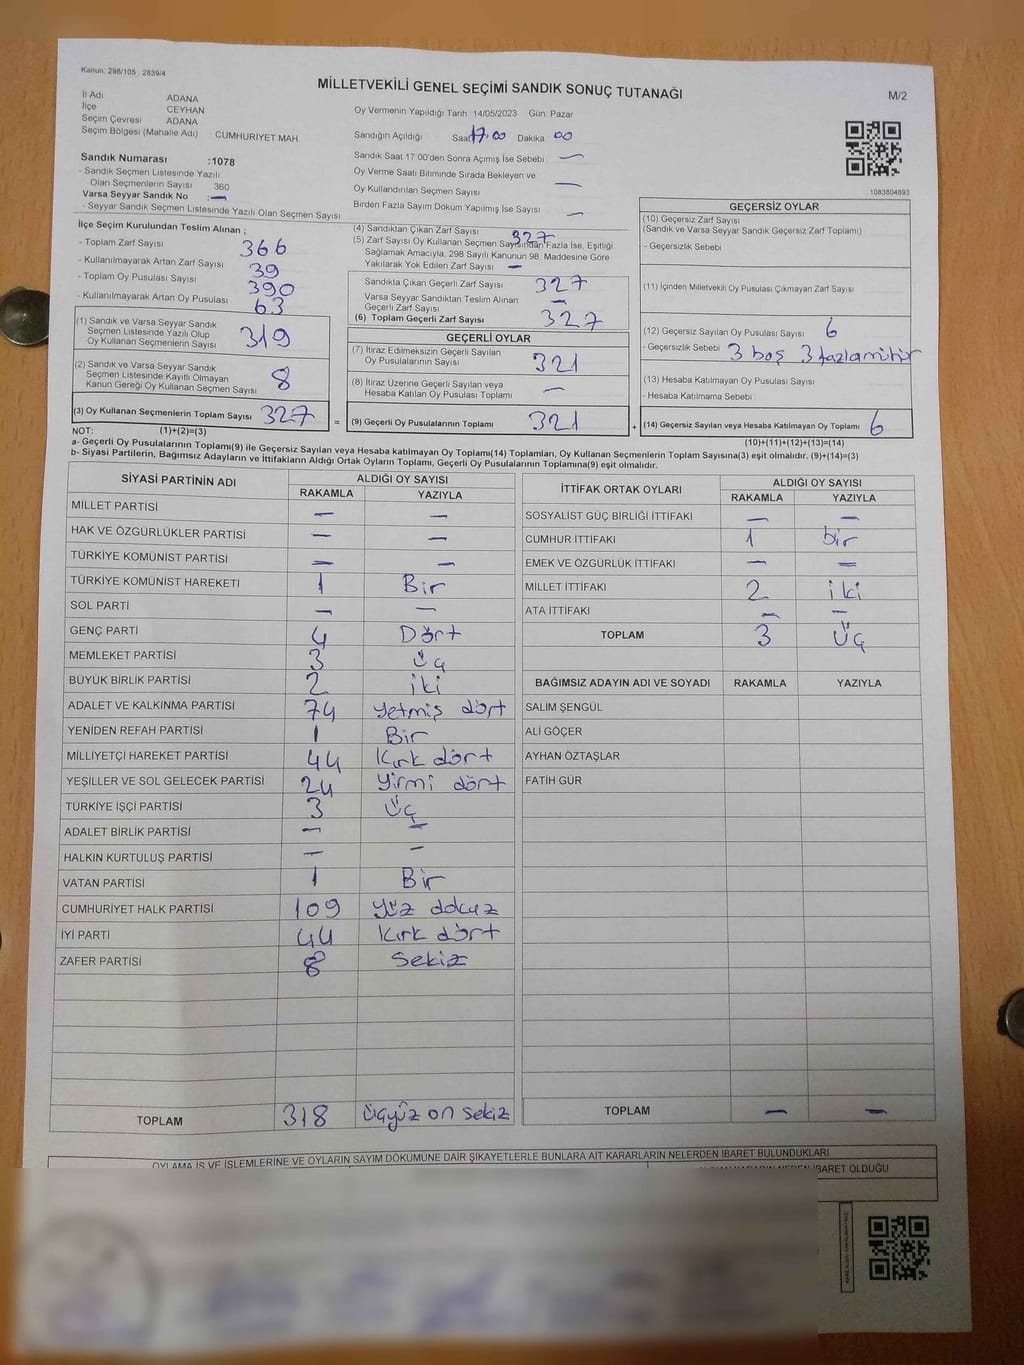 Kanun, 298/105 2839/4
MİLLETVEKİLİ GENEL SEÇİMİ SANDIK SONUÇ TUTANAĞI
M/2
İl Adı ADANA
İlçe CEYHAN
Seçim Çevresi ADANA
Seçim Bölgesi (Mahalle Adı) CUMHURİYET MAH.
Sandık Numarası :1078
- Sandık Seçmen Listesinde Yazılı
Olan Seçmenlerin Sayısı 360
Varsa Seyyar Sandık No : —
- Seyyar Sandık Seçmen Listesinde Yazılı Olan Seçmen Sayısı
Oy Vermenin Yapıldığı Tarih 14/05/2023 Gün: Pazar
Sandığın Açıldığı Saat 17:00 Dakika 00
Sandık Saat 17.00'den Sonra Açımış İse Sebebi —
Oy Verme Saati Bitiminde Sırada Bekleyen ve
Oy Kullandırılan Seçmen Sayısı —
Birden Fazla Sayım Döküm Yapılmış İse Sayısı —
1083804893
İlçe Seçim Kurulundan Teslim Alınan ;
- Toplam Zarf Sayısı 366
- Kullanılmayarak Artan Zarf Sayısı 39
- Toplam Oy Pusulası Sayısı 390
- Kullanılmayarak Artan Oy Pusulası 63
(1) Sandık ve Varsa Seyyar Sandık
Seçmen Listesinde Yazılı Olup
Oy Kullanan Seçmenlerin Sayısı 319
(2) Sandık ve Varsa Seyyar Sandık
Seçmen Listesinde Kayıtlı Olmayan
Kanun Gereği Oy Kullanan Seçmen Sayısı 8
(3) Oy Kullanan Seçmenlerin Toplam Sayısı 327 =
(4) Sandıktan Çıkan Zarf Sayısı 327
(5) Zarf Sayısı Oy Kullanan Seçmen Sayısından Fazla İse, Eşitliği
Sağlamak Amacıyla, 298 Sayılı Kanunun 98. Maddesine Göre
Yakılarak Yok Edilen Zarf Sayısı —
Sandıkta Çıkan Geçerli Zarf Sayısı 327
Varsa Seyyar Sandıktan Teslim Alınan
Geçerli Zarf Sayısı —
(6) Toplam Geçerli Zarf Sayısı 327
GEÇERLİ OYLAR
(7) İtiraz Edilmeksizin Geçerli Sayılan
Oy Pusulasının Sayısı 321
(8) İtiraz Üzerine Geçerli Sayılan veya
Hesaba Katılan Oy Pusulası Toplamı —
(9) Geçerli Oy Pusulalarının Toplamı 321 +
GEÇERSİZ OYLAR
(10) Geçersiz Zarf Sayısı
(Sandık ve Varsa Seyyar Sandık Geçersiz Zarf Toplamı)
- Geçersizlik Sebebi
(11) İçinden Milletvekili Oy Pusulası Çıkmayan Zarf Sayısı
(12) Geçersiz Sayılan Oy Pusulası Sayısı 6
- Geçersizlik Sebebi 3 boş 3 fazla mühür
(13) Hesaba Katılmayan Oy Pusulası Sayısı
- Hesaba Katılmama Sebebi
(14) Geçersiz Sayılan veya Hesaba Katılmayan Oy Toplamı 6
NOT: (1)+(2)=(3)
(10)+(11)+(12)+(13)=(14)
a- Geçerli Oy Pusulalarının Toplamı(9) ile Geçersiz Sayılan veya Hesaba katılmayan Oy Toplamı(14) Toplamları, Oy Kullanan Seçmenlerin Toplam Sayısına(3) eşit olmalıdır. (9)+(14)=(3)
b- Siyasi Partilerin, Bağımsız Adayların ve İttifakların Aldığı Ortak Oyların Toplamı, Geçerli Oy Pusulalarının Toplamına(9) eşit olmalıdır.
SİYASİ PARTİNİN ADI ALDIĞI OY SAYISI
RAKAMLA YAZIYLA
MİLLET PARTİSİ — —
HAK VE ÖZGÜRLÜKLER PARTİSİ — —
TÜRKİYE KOMÜNİST PARTİSİ — —
TÜRKİYE KOMÜNİST HAREKETİ 1 Bir
SOL PARTİ — —
GENÇ PARTİ 4 Dört
MEMLEKET PARTİSİ 3 Üç
BÜYÜK BİRLİK PARTİSİ 2 iki
ADALET VE KALKINMA PARTİSİ 74 yetmiş dört
YENİDEN REFAH PARTİSİ 1 Bir
MİLLİYETÇİ HAREKET PARTİSİ 44 Kırk dört
YEŞİLLER VE SOL GELECEK PARTİSİ 24 yirmi dört
TÜRKİYE İŞÇİ PARTİSİ 3 Üç
ADALET BİRLİK PARTİSİ — —
HALKIN KURTULUŞ PARTİSİ — —
VATAN PARTİSİ 1 Bir
CUMHURİYET HALK PARTİSİ 109 yüz dokuz
İYİ PARTİ 44 Kırk dört
ZAFER PARTİSİ 8 Sekiz
TOPLAM 318 üçyüz on sekiz
İTTİFAK ORTAK OYLARI ALDIĞI OY SAYISI
RAKAMLA YAZIYLA
SOSYALİST GÜÇ BİRLİĞİ İTTİFAKI — —
CUMHUR İTTİFAKI 1 bir
EMEK VE ÖZGÜRLÜK İTTİFAKI — —
MİLLET İTTİFAKI 2 iki
ATA İTTİFAKI — —
TOPLAM 3 Üç
BAĞIMSIZ ADAYIN ADI VE SOYADI RAKAMLA YAZIYLA
SALİM ŞENGÜL
ALİ GÖÇER
AYHAN ÖZTAŞLAR
FATİH GÜR
TOPLAM — —
OYLAMA İŞ VE İŞLEMLERİNE VE OYLARIN SAYIM DÖKÜMÜNE DAİR ŞİKAYETLERLE BUNLARA AİT KARARLARIN NELERDEN İBARET BULUNDUKLARI
İBARET OLDUĞU